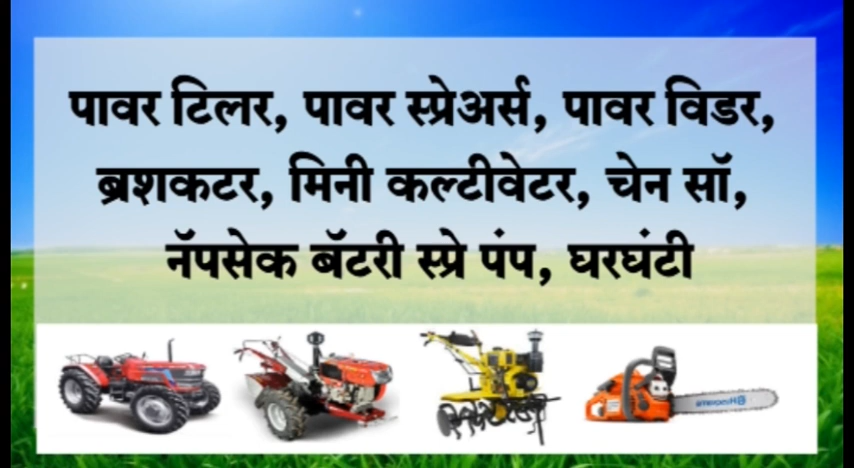 पावर टिलर, पावर स्प्रेअर्स, पावर विडर,
ब्रशकटर, मिनी कल्टीवेटर, चेन सॉ,
नॅपसेक बॅटरी स्प्रे पंप, घरघंटी